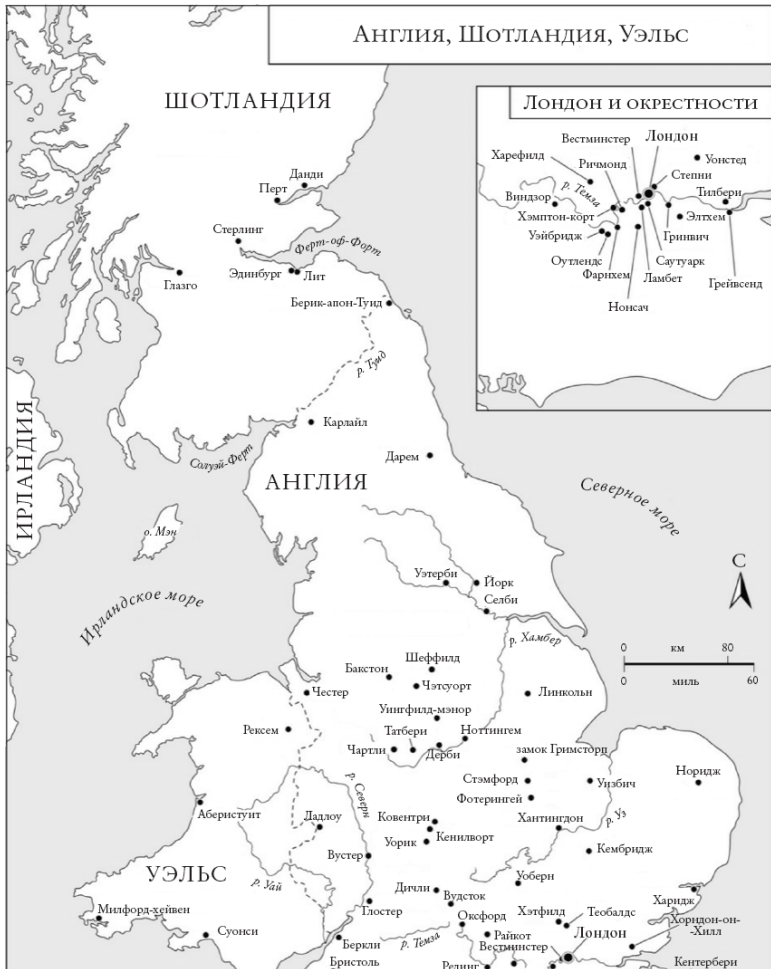 Англия, Шотландия, Уэльс
ШОТЛАНДИЯ
Лондон и окрестности
Вестминстер
Лондон
Харефилд
Ричмонд
Уонстед
Степни
р. Темза
Виндзор
Тилбери
Хэмптон-корт
Элтхем
Уэйбридж
Гринвич
Оутлендс
Саутуарк
Фарнхем
Ламбет
Грейвсенд
Нонсач
Данди
Перт
Стерлинг
Ферт-оф-Форт
Эдинбург
Лит
Глазго
Берик-апон-Туид
р. Туид
Карлайл
Солуэй-Ферт
Дарем
ИРЛАНДИЯ
АНГЛИЯ
Северное море
о. Мэн
С
Уэтерби
Йорк
Селби
Ирландское море
р. Хамбер
0 км 80
0 миль 60
Шеффилд
Бакстон
Чэтсуорт
Честер
Линкольн
Уингфилд-мэнор
Рексем
Татбери
Ноттингем
Чартли
Дерби
замок Гримсторп
р. Северн
Стэмфорд
Уизбич
Норидж
Фотерингей
Аберистуит
Ладлоу
Ковентри
Хантингдон
р. Уз
Уорик
Кенилворт
Вустер
Кембридж
УЭЛЬС
р. Уай
Дичли
Уоберн
Вудсток
Харидж
Милфорд-хейвен
Глостер
Оксфорд
Хэтфилд
Теобалдс
Хорндон-он-
-Хилл
Суонси
Беркли
р. Темза
Райкот
Вестминстер
Лондон
Бристоль
Рединг
Кентербери